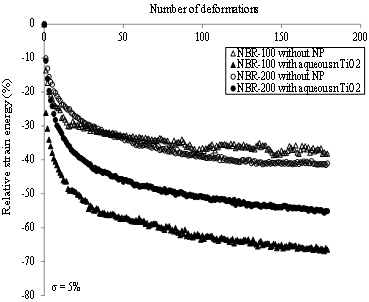 Number of deformations
0 50 100 150 200
0
-10
-20
-30
-40
-50
-60
-70
-80
Relative strain energy (%)
NBR-100 without NP
NBR-100 with aqueous nTiO2
NBR-200 without NP
NBR-200 with aqueous nTiO2
σ = 5%